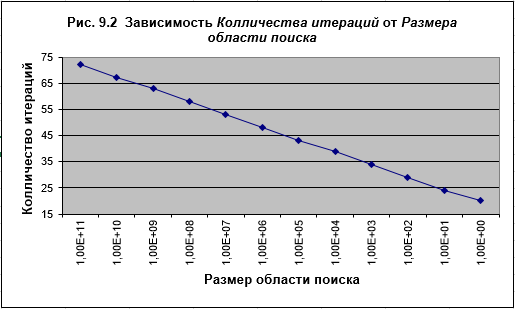 Рис. 9.2 Зависимость Колличества итераций от Размера
области поиска
Колличество итераций
75
65
55
45
35
25
15
1,00E+11
1,00E+10
1,00E+09
1,00E+08
1,00E+07
1,00E+06
1,00E+05
1,00E+04
1,00E+03
1,00E+02
1,00E+01
1,00E+00
Размер области поиска